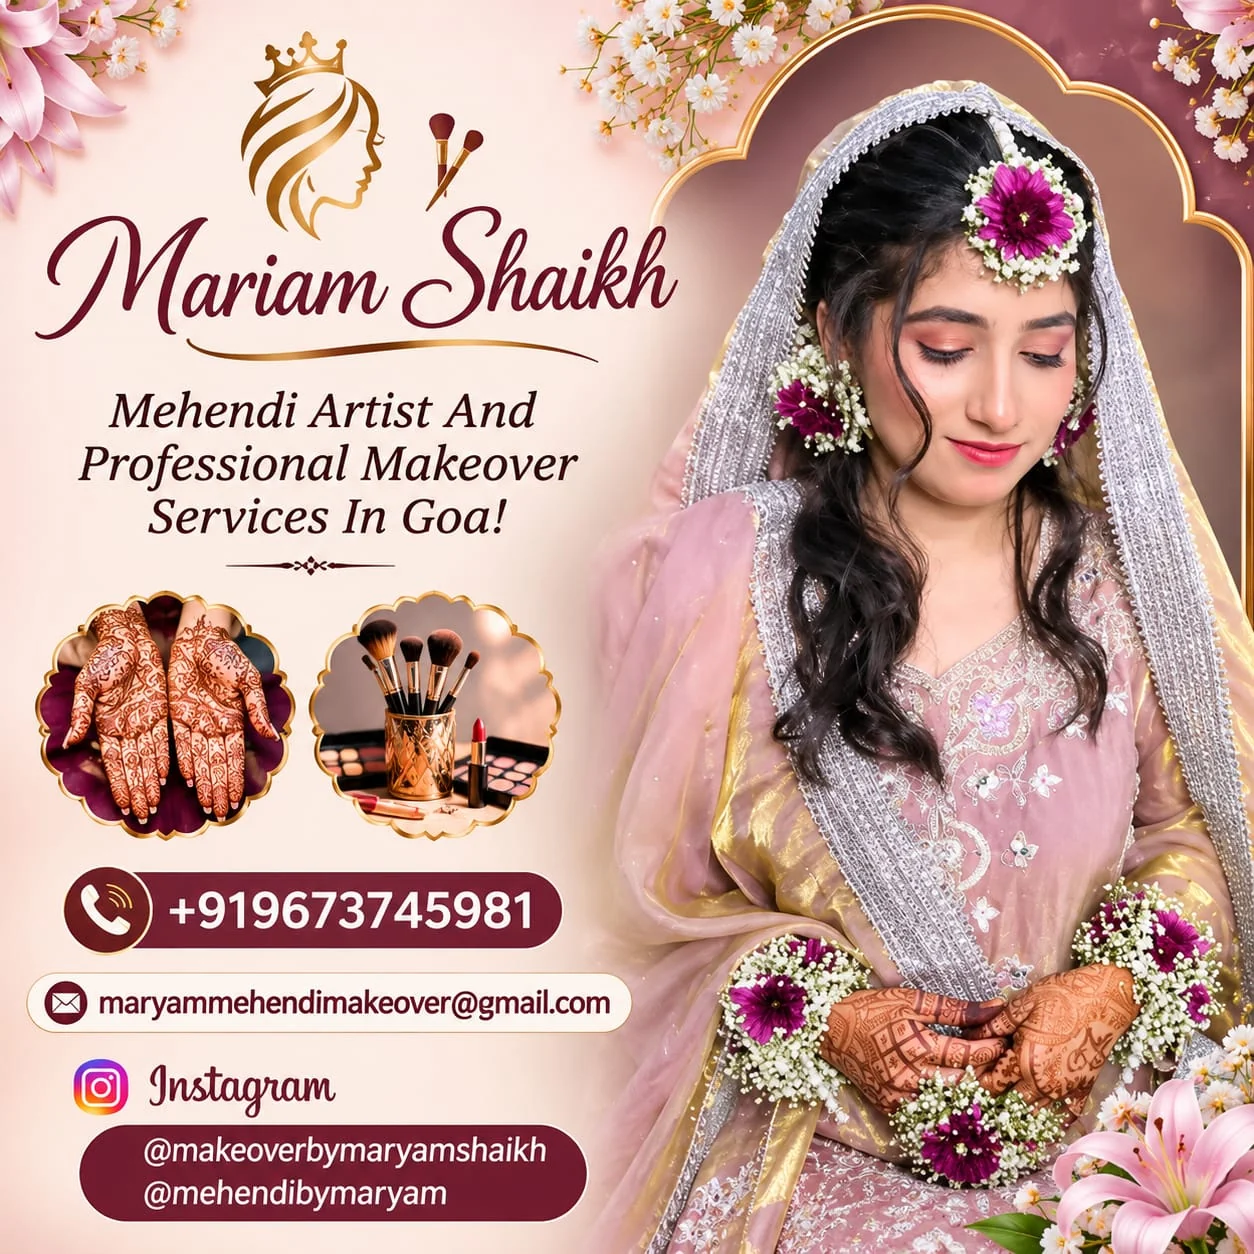 Mariam Shaikh
Mehendi Artist And
Professional Makeover
Services In Goa!
+919673745981
maryammehendimakeover@gmail.com
Instagram
@makeoverbymaryamshaikh
@mehendibymaryam